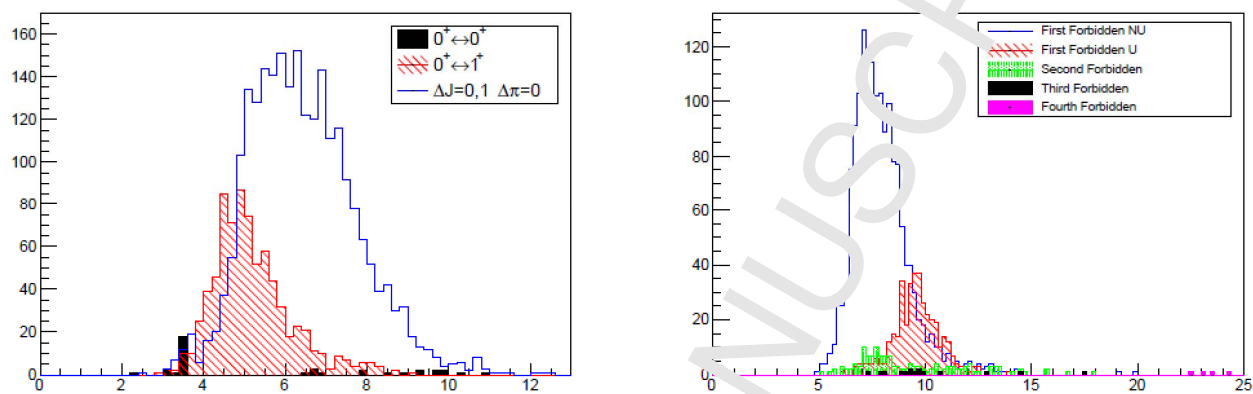 160
140
120
100
80
60
40
20
0
0⁺↔0⁺
0⁺↔1⁺
ΔJ=0,1 Δπ=0
0 2 4 6 8 10 12
120
100
80
60
40
20
0
First Forbidden NU
First Forbidden U
Second Forbidden
Third Forbidden
Fourth Forbidden
0 5 10 15 20 25
NUSC